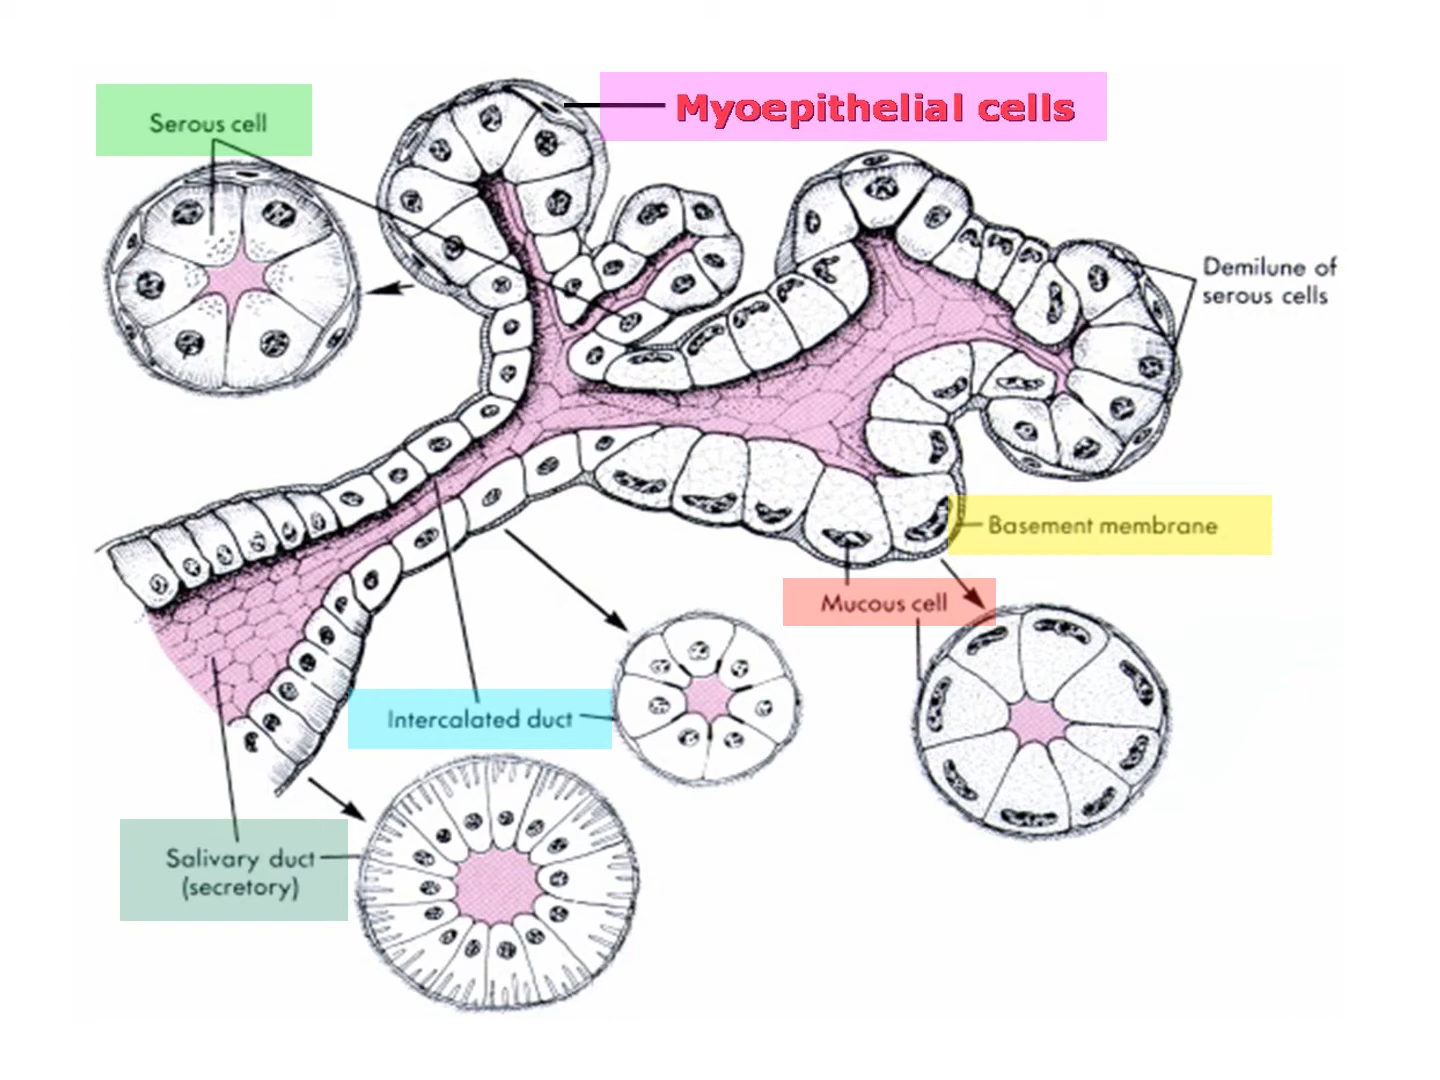 Serous cell
Myoepithelial cells
Demilune of
serous cells
Basement membrane
Mucous cell
Intercalated duct
Salivary duct
(secretory)